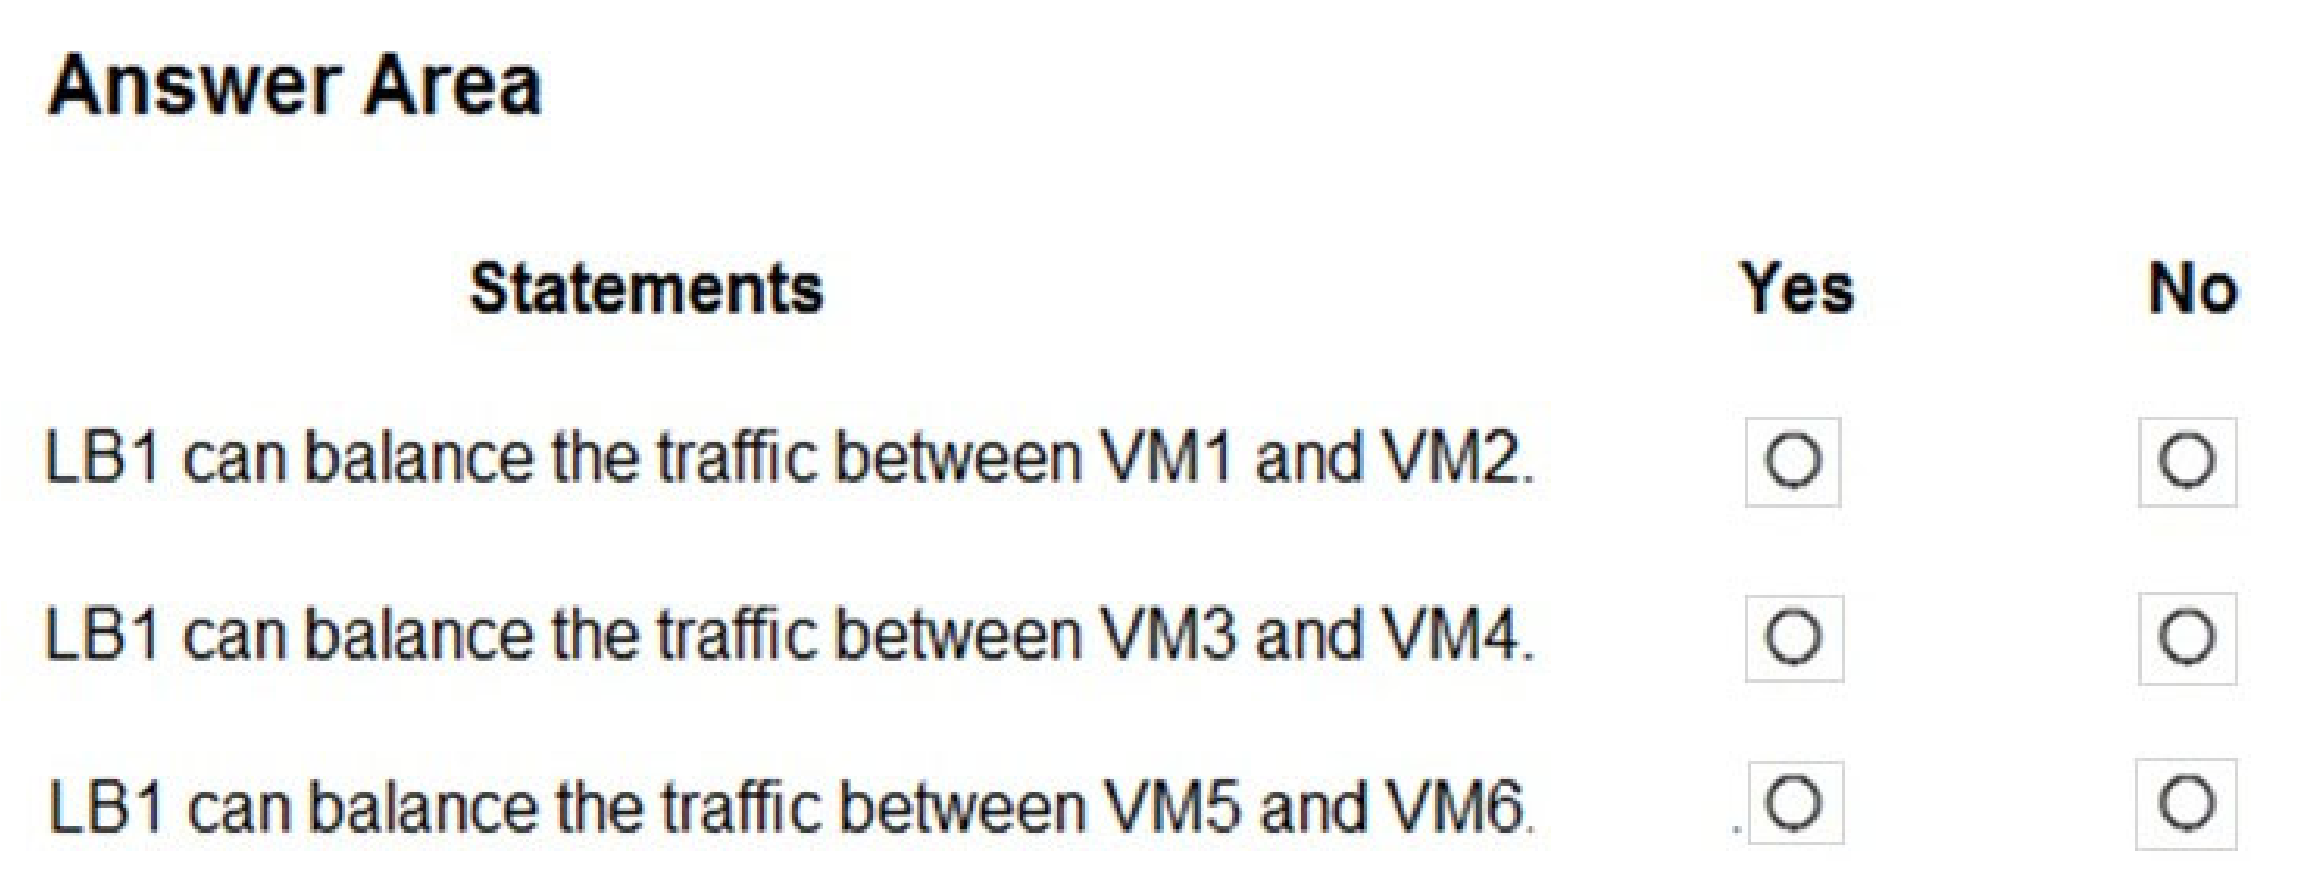 Answer Area
Statements Yes No
LB1 can balance the traffic between VM1 and VM2.
LB1 can balance the traffic between VM3 and VM4.
LB1 can balance the traffic between VM5 and VM6.